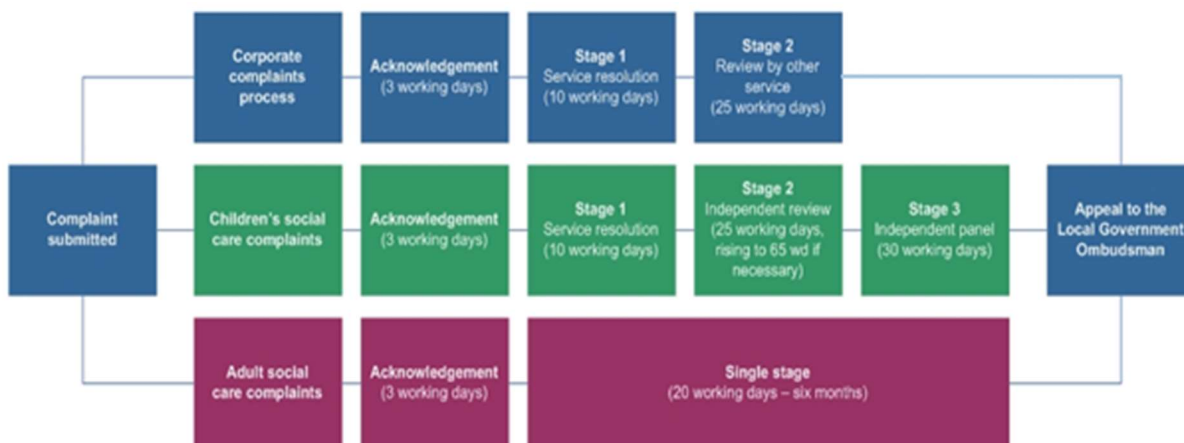 Complaint
submitted
Corporate
complaints
process
Acknowledgement
(3 working days)
Stage 1
Service resolution
(10 working days)
Stage 2
Review by other
service
(25 working days)
Children's social
care complaints
Acknowledgement
(3 working days)
Stage 1
Service resolution
(10 working days)
Stage 2
Independent review
(25 working days,
rising to 65 wd if
necessary)
Stage 3
Independent panel
(30 working days)
Adult social
care complaints
Acknowledgement
(3 working days)
Single stage
(20 working days – six months)
Appeal to the
Local Government
Ombudsman